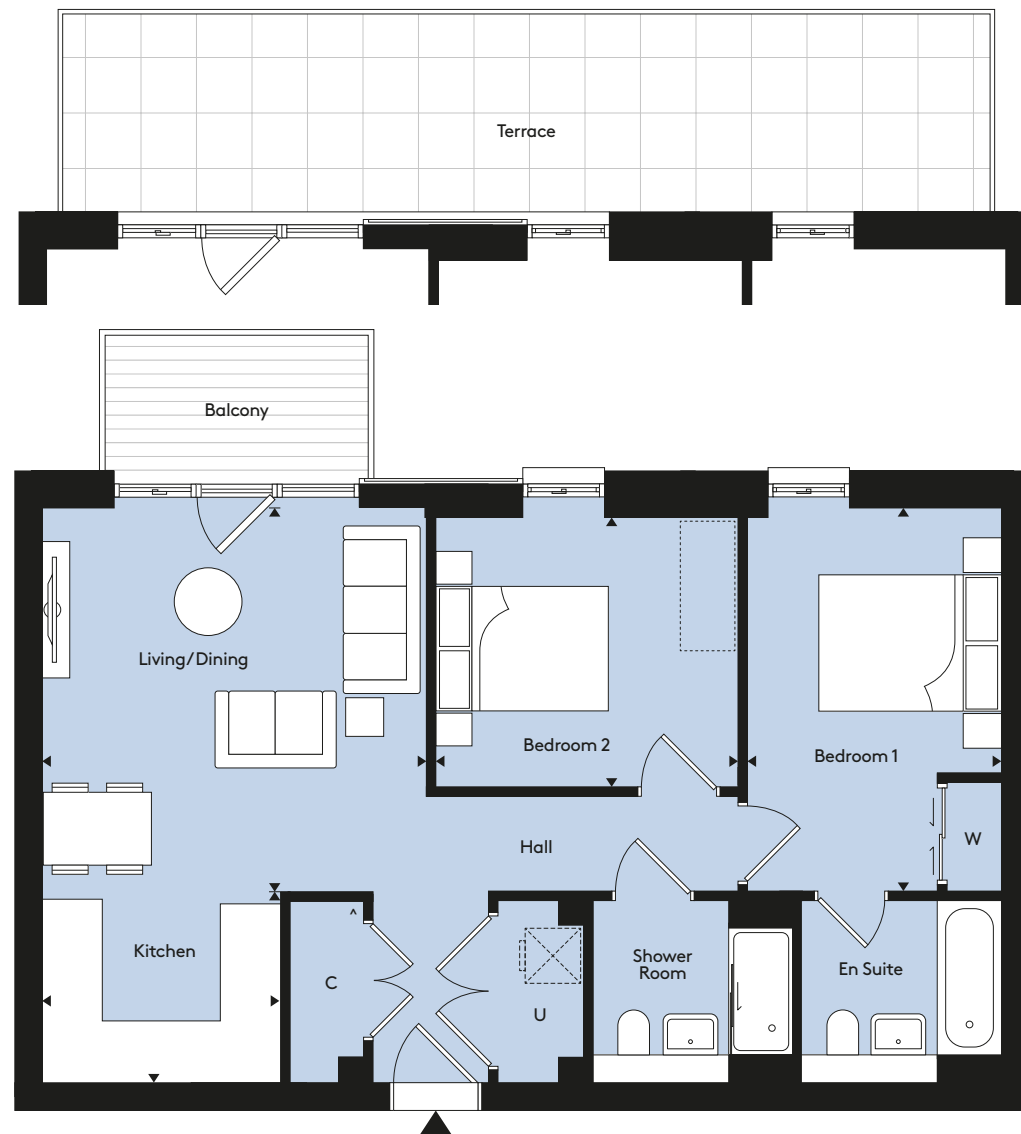 Terrace
Balcony
Living/Dining
Bedroom 2
Bedroom 1
Hall
W
Kitchen
C
U
Shower
Room
En Suite